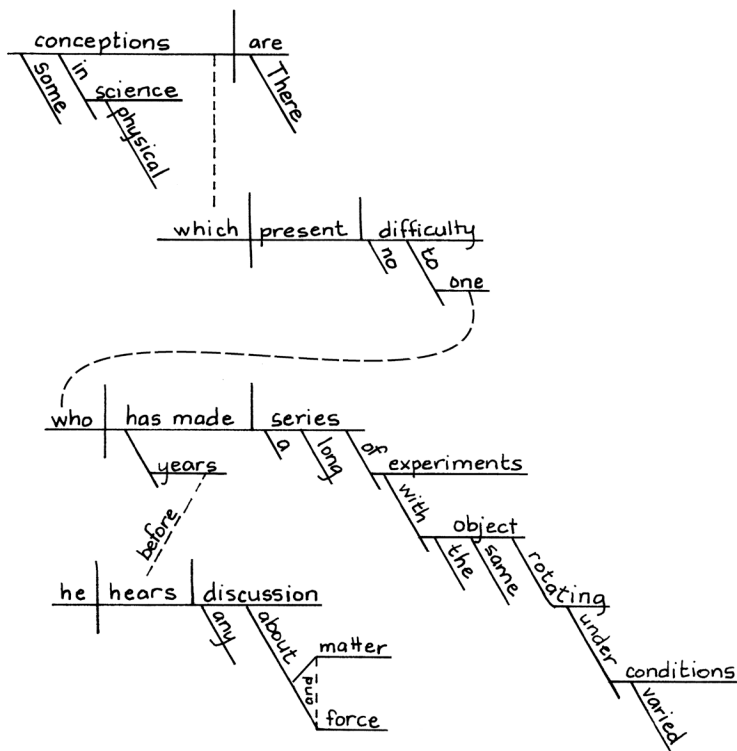 conceptions are
some in science physical There
which present difficulty
no to one
who has made series
a long of experiments
years
with object
before
the same rotating
he hears discussion
any about matter
under
and conditions
force varied